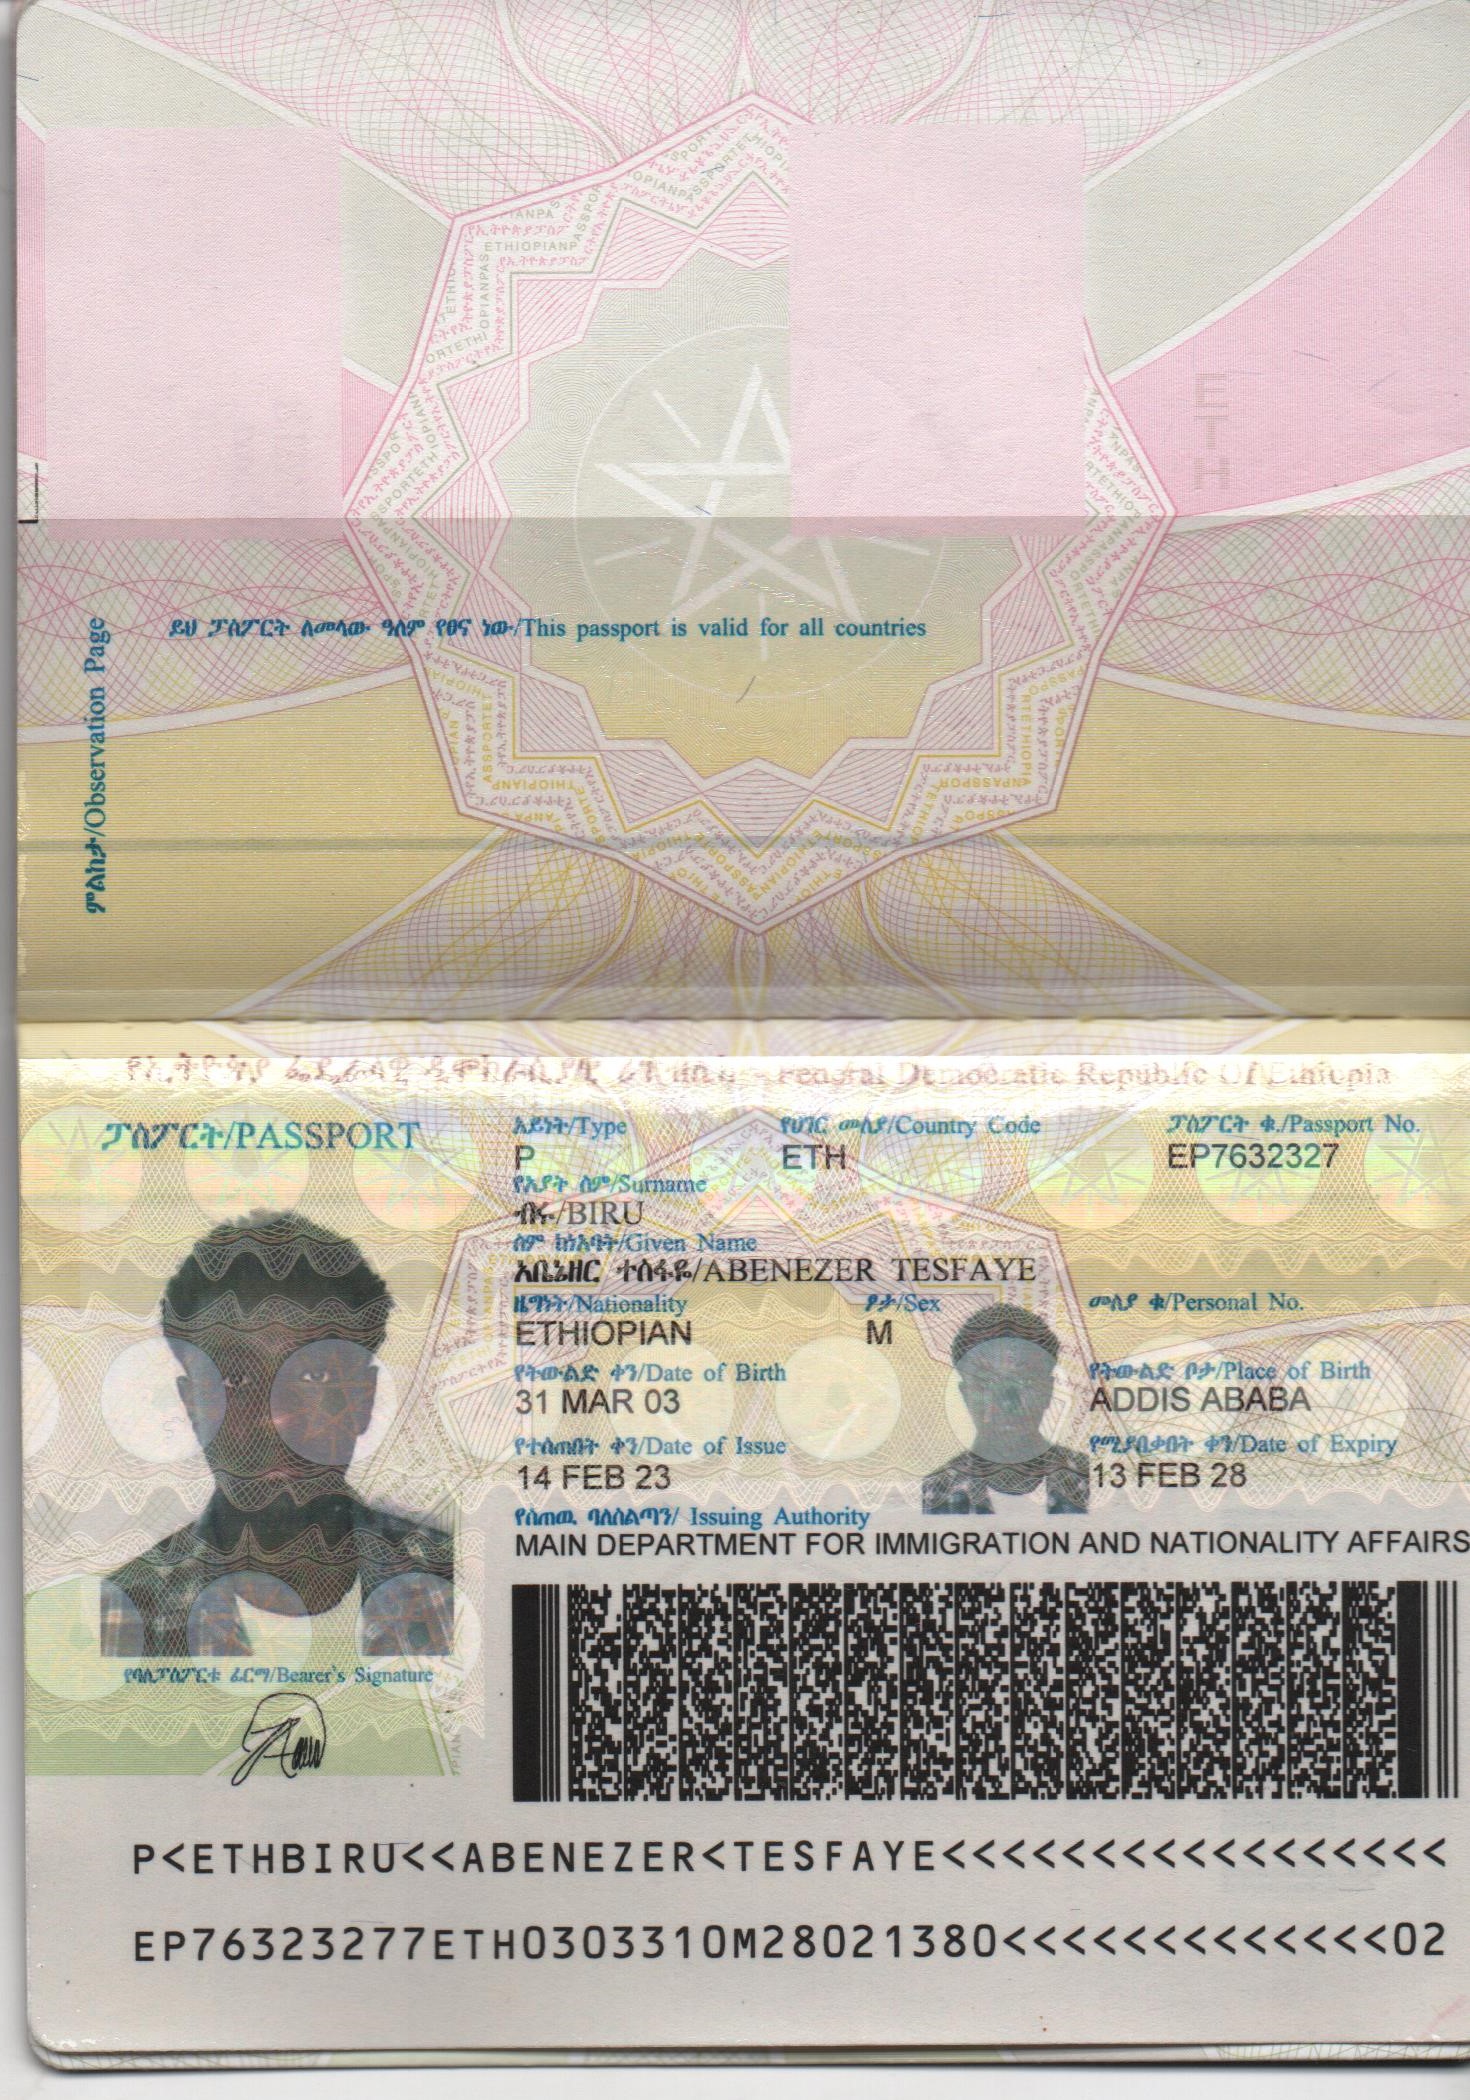 ETH
ይህ ፓስፖርት ለመላው ዓለም የፀና ነው/This passport is valid for all countries
ምልከታ/Observation Page
Federal Democratic Republic Of Ethiopia
ፓስፖርት/PASSPORT
አይነት/Type
የሀገር መለያ/Country Code
ፓስፖርት ቁ./Passport No.
P
ETH
EP7632327
የአያት ስም/Surname
ብሩ/BIRU
ስም ከነአባት/Given Name
አቤኔዘር ተስፋዬ/ABENEZER TESFAYE
ዜግነት/Nationality
ፆታ/Sex
መለያ ቁ/Personal No.
ETHIOPIAN
M
የትውልድ ቀን/Date of Birth
የትውልድ ቦታ/Place of Birth
31 MAR 03
ADDIS ABABA
የተሰጠበት ቀን/Date of Issue
የሚያበቃበት ቀን/Date of Expiry
14 FEB 23
13 FEB 28
የሰጠዉ ባለስልጣን/ Issuing Authority
MAIN DEPARTMENT FOR IMMIGRATION AND NATIONALITY AFFAIRS
የባለፓስፖርቱ ፊርማ/Bearer's Signature
P<ETHBIRU<<ABENEZER<TESFAYE<<<<<<<<<<<<<<<<<
EP76323277ETH0303310M28021380<<<<<<<<<<<<<02